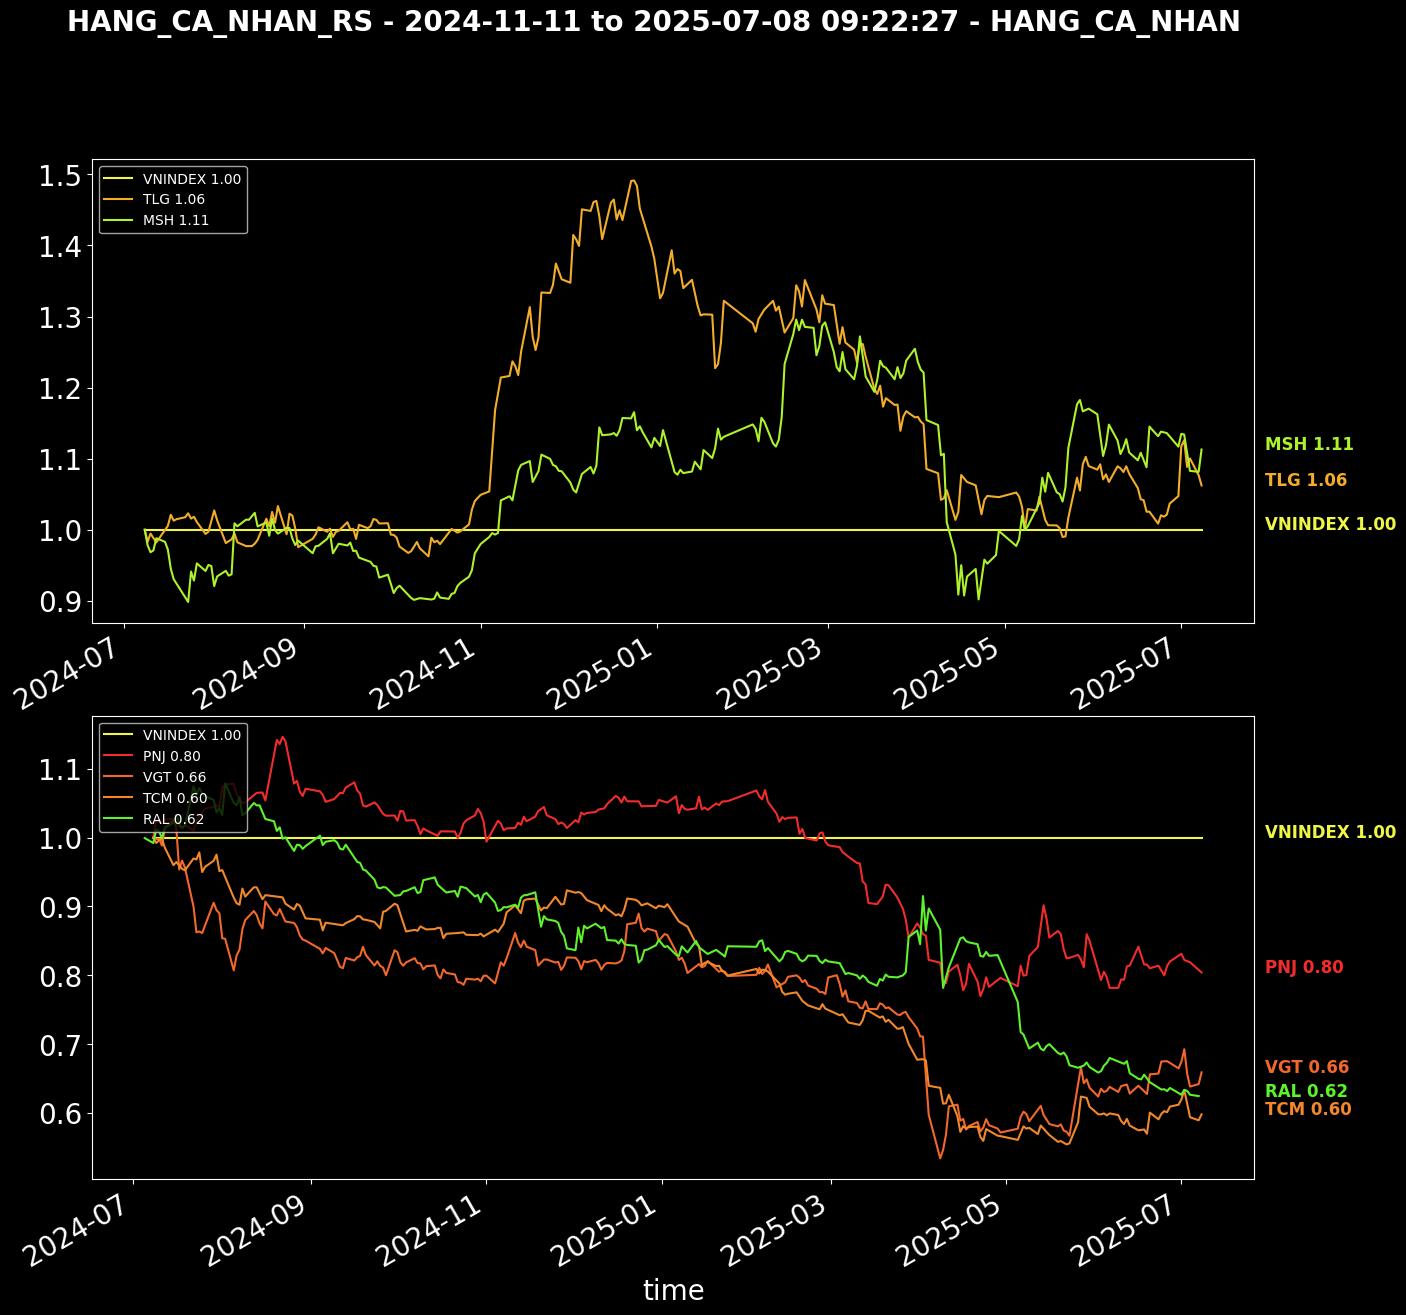 HANG_CA_NHAN_RS - 2024-11-11 to 2025-07-08 09:22:27 - HANG_CA_NHAN
1.5
1.4
1.3
1.2
1.1
1.0
0.9
VNINDEX 1.00
TLG 1.06
MSH 1.11
MSH 1.11
TLG 1.06
VNINDEX 1.00
2024-07
2024-09
2024-11
2025-01
2025-03
2025-05
2025-07
1.1
1.0
0.9
0.8
0.7
0.6
VNINDEX 1.00
PNJ 0.80
VGT 0.66
TCM 0.60
RAL 0.62
VNINDEX 1.00
PNJ 0.80
VGT 0.66
RAL 0.62
TCM 0.60
2024-07
2024-09
2024-11
2025-01
2025-03
2025-05
2025-07
time